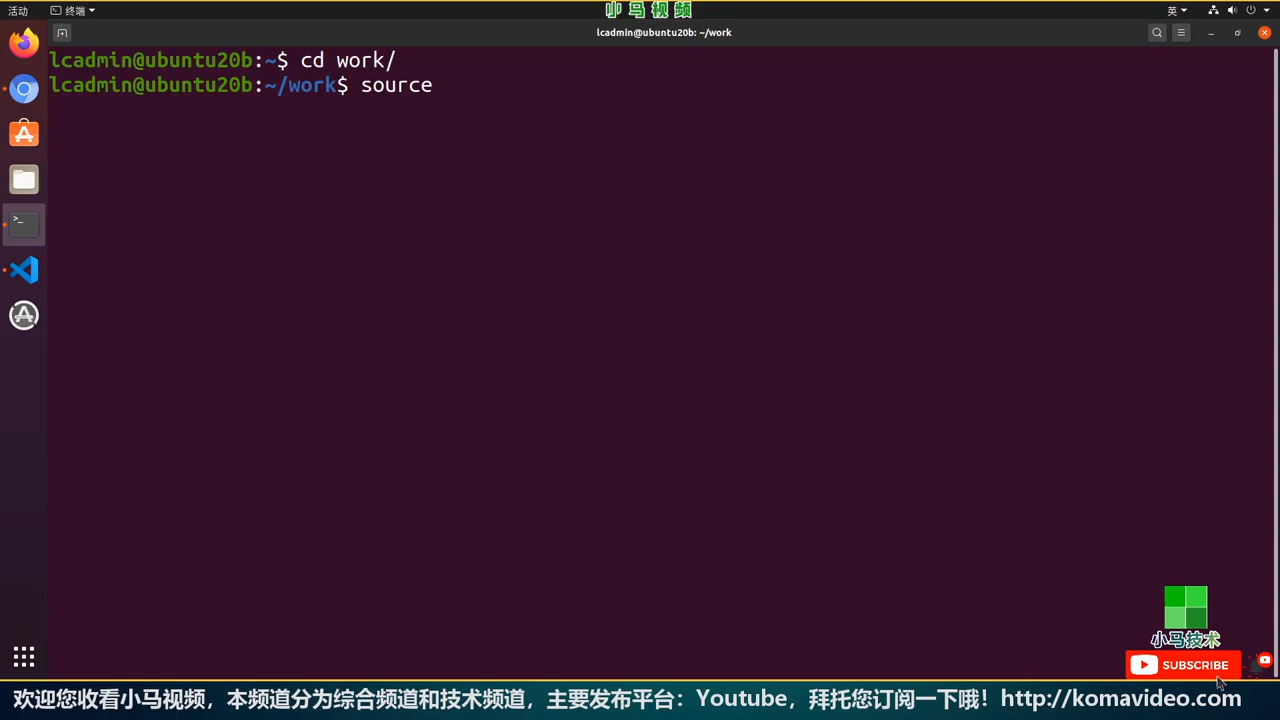 活动
终端
小马视频
英
lcadmin@ubuntu20b: ~/work
lcadmin@ubuntu20b:~$ cd work/
lcadmin@ubuntu20b:~/work$ source
小马技术
SUBSCRIBE
欢迎您收看小马视频，本频道分为综合频道和技术频道，主要发布平台：Youtube，拜托您订阅一下哦！http://komavideo.com